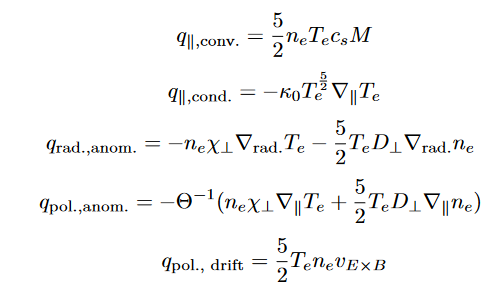 q_{∥,conv.} = \frac{5}{2} n_e T_e c_s M
q_{∥,cond.} = −κ_0 T_e^{\frac{5}{2}} ∇_∥ T_e
q_{rad.,anom.} = −n_e χ_⊥ ∇_{rad.} T_e − \frac{5}{2} T_e D_⊥ ∇_{rad.} n_e
q_{pol.,anom.} = −Θ^{−1}(n_e χ_⊥ ∇_∥ T_e + \frac{5}{2} T_e D_⊥ ∇_∥ n_e)
q_{pol., drift} = \frac{5}{2} T_e n_e v_{E×B}